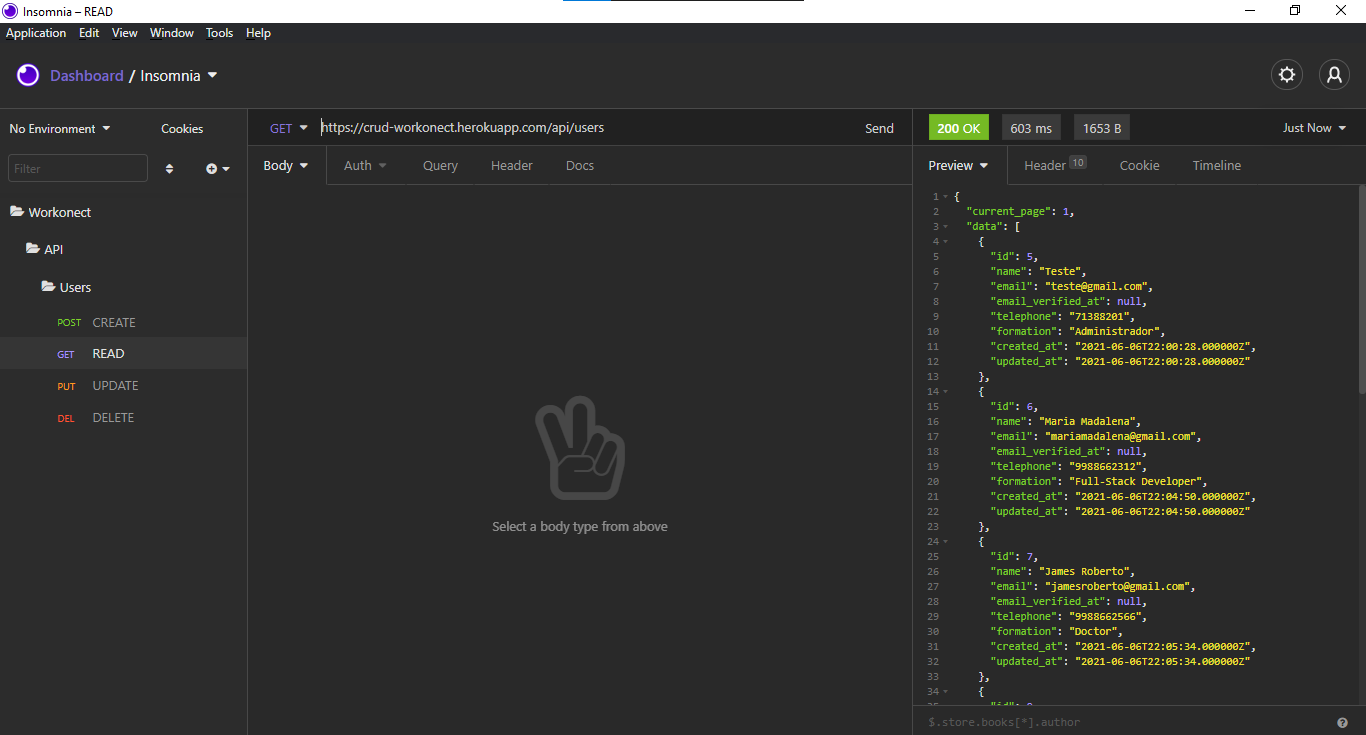 Insomnia – READ
Application Edit View Window Tools Help
Dashboard / Insomnia
No Environment Cookies
Filter
Workonect
API
Users
POST CREATE
GET READ
PUT UPDATE
DEL DELETE
GET https://crud-workonect.herokuapp.com/api/users Send
Body Auth Query Header Docs
Select a body type from above
200 OK 603 ms 1653 B Just Now
Preview Header 10 Cookie Timeline
1 {
2 "current_page": 1,
3 "data": [
4 {
5 "id": 5,
6 "name": "Teste",
7 "email": "teste@gmail.com",
8 "email_verified_at": null,
9 "telephone": "71388201",
10 "formation": "Administrador",
11 "created_at": "2021-06-06T22:00:28.000000Z",
12 "updated_at": "2021-06-06T22:00:28.000000Z"
13 },
14 {
15 "id": 6,
16 "name": "Maria Madalena",
17 "email": "mariamadalena@gmail.com",
18 "email_verified_at": null,
19 "telephone": "9988662312",
20 "formation": "Full-Stack Developer",
21 "created_at": "2021-06-06T22:04:50.000000Z",
22 "updated_at": "2021-06-06T22:04:50.000000Z"
23 },
24 {
25 "id": 7,
26 "name": "James Roberto",
27 "email": "jamesroberto@gmail.com",
28 "email_verified_at": null,
29 "telephone": "9988662566",
30 "formation": "Doctor",
31 "created_at": "2021-06-06T22:05:34.000000Z",
32 "updated_at": "2021-06-06T22:05:34.000000Z"
33 },
34 {
$.store.books[*].author